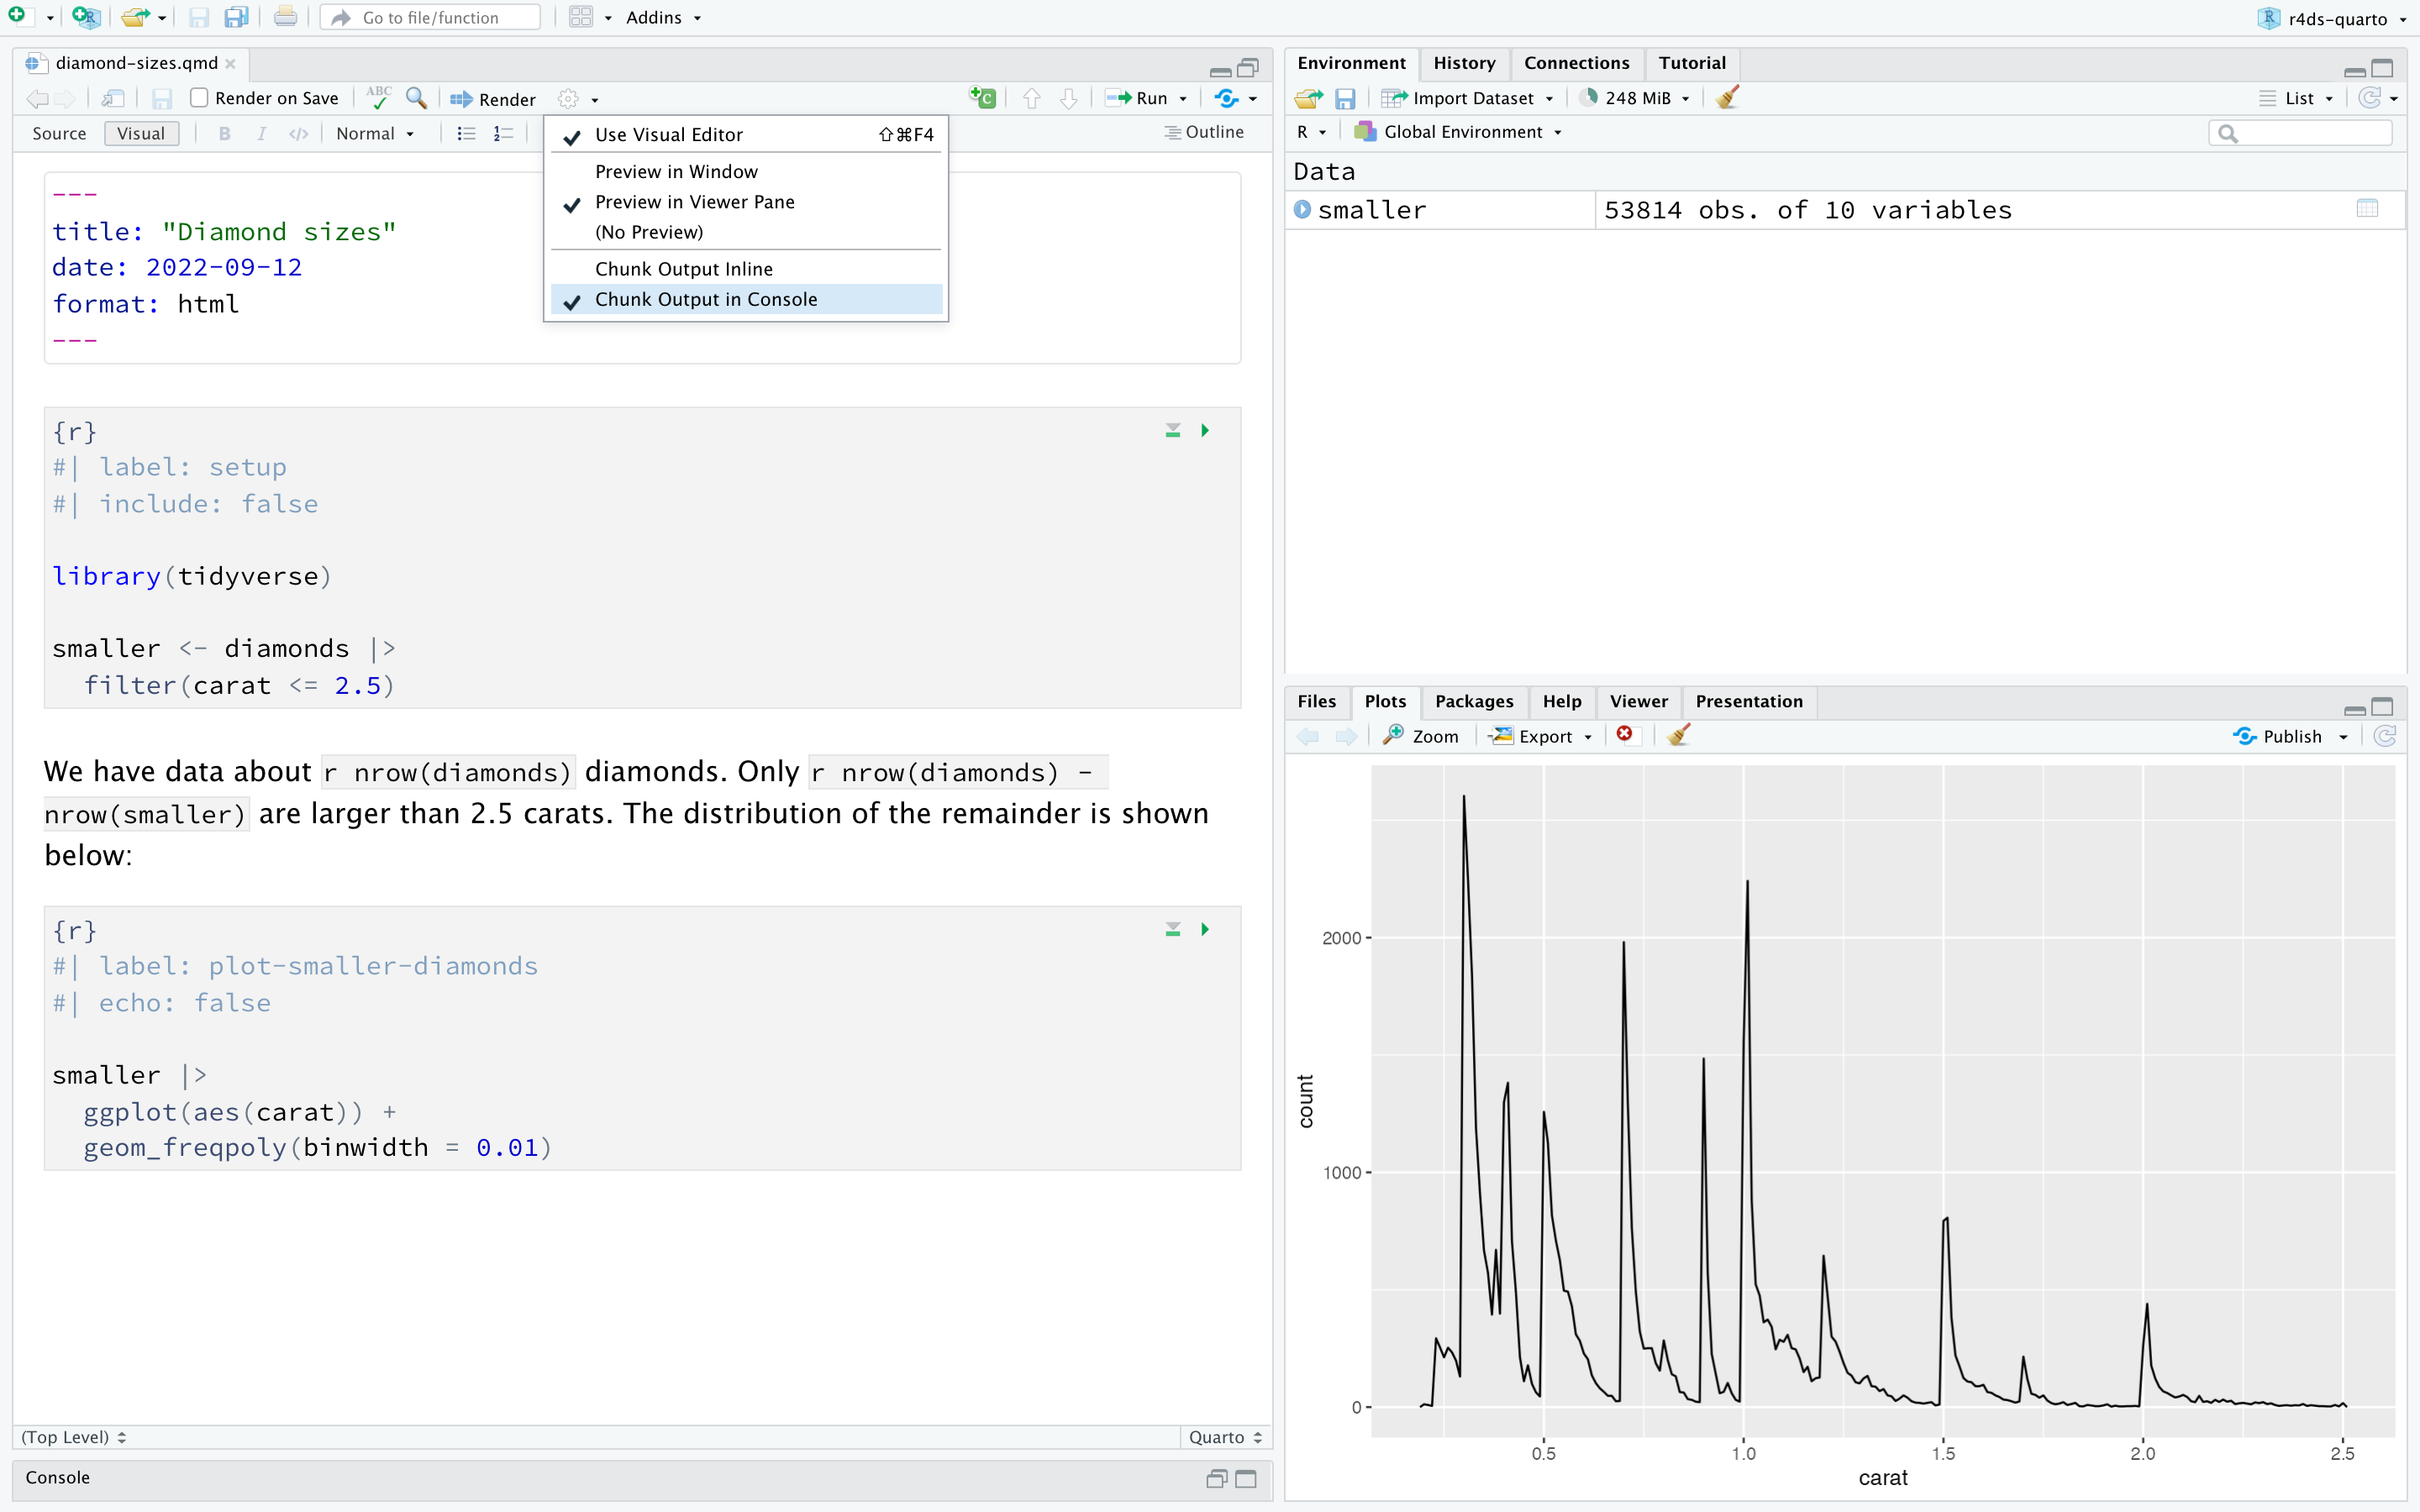 Go to file/function
Addins
r4ds-quarto
diamond-sizes.qmd
Render on Save
ABC
Render
C
Run
Source
Visual
B
I
</>
Normal
Outline
Use Visual Editor ⇧⌘F4
Preview in Window
Preview in Viewer Pane
(No Preview)
Chunk Output Inline
Chunk Output in Console
---
title: "Diamond sizes"
date: 2022-09-12
format: html
---
{r}
#| label: setup
#| include: false
library(tidyverse)
smaller <- diamonds |>
filter(carat <= 2.5)
We have data about r nrow(diamonds) diamonds. Only r nrow(diamonds) -
nrow(smaller) are larger than 2.5 carats. The distribution of the remainder is shown
below:
{r}
#| label: plot-smaller-diamonds
#| echo: false
smaller |>
ggplot(aes(carat)) +
geom_freqpoly(binwidth = 0.01)
(Top Level)
Quarto
Console
Environment
History
Connections
Tutorial
Import Dataset
248 MiB
List
R
Global Environment
Data
smaller
53814 obs. of 10 variables
Files
Plots
Packages
Help
Viewer
Presentation
Zoom
Export
Publish
count
2000
1000
0
0.5
1.0
1.5
2.0
2.5
carat